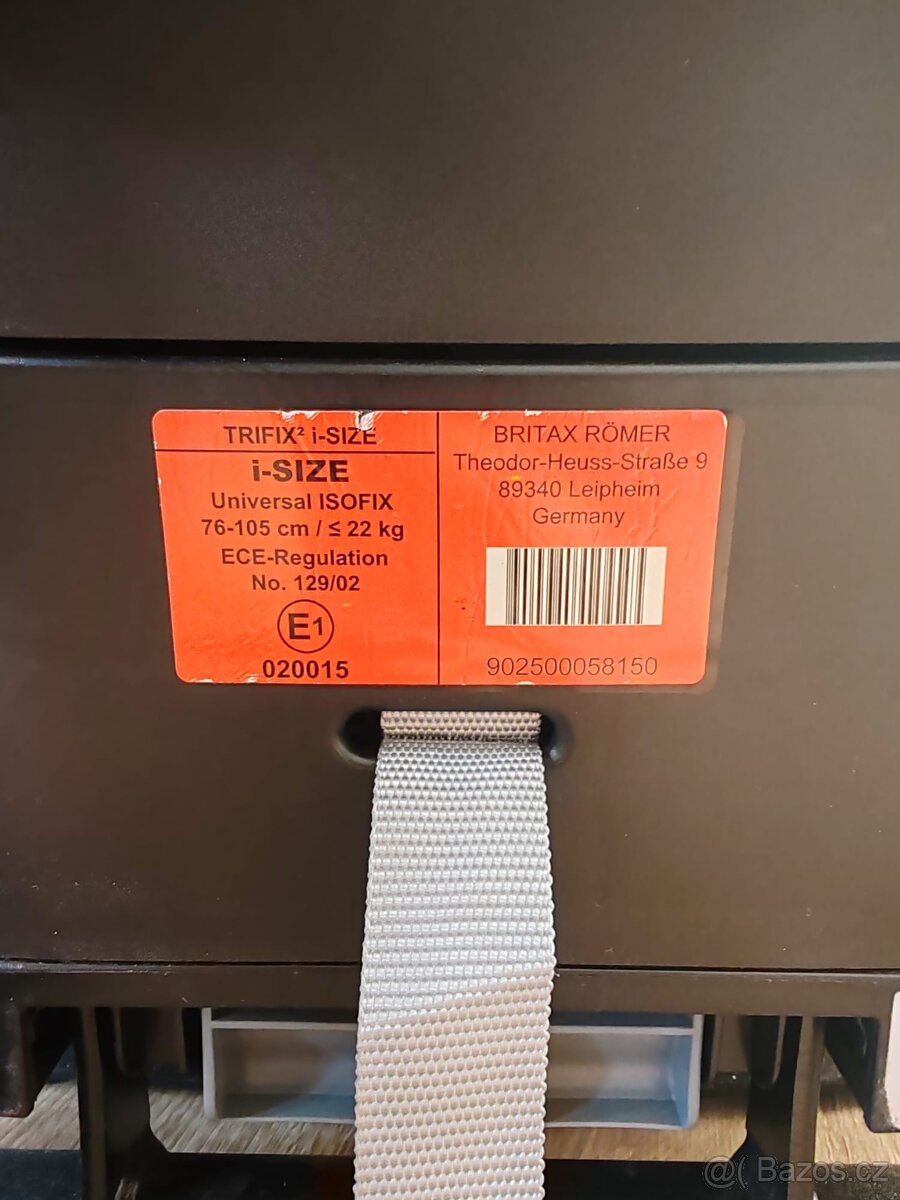 TRIFIX² i-SIZE
i-SIZE
Universal ISOFIX
76-105 cm / ≤ 22 kg
ECE-Regulation
No. 129/02
E1
020015
BRITAX RÖMER
Theodor-Heuss-Straße 9
89340 Leipheim
Germany
902500058150
@( Bazos.cz